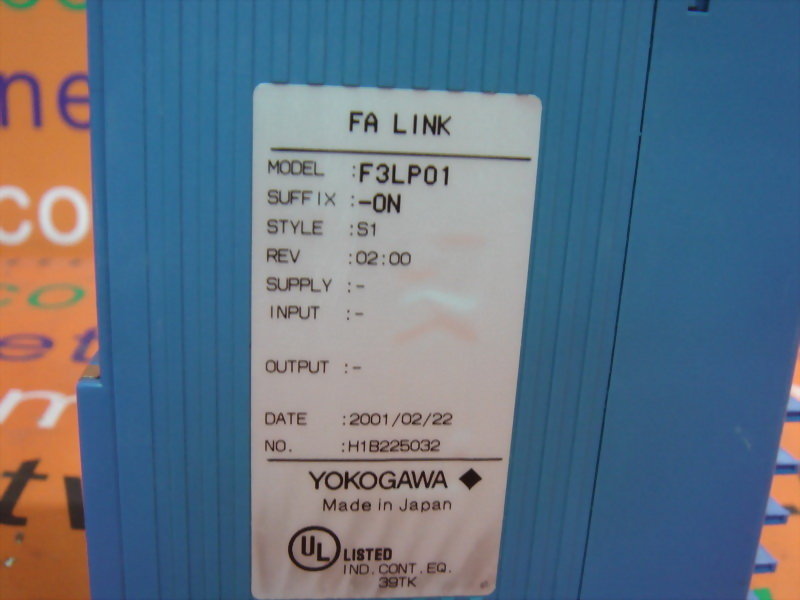 FA LINK
MODEL :F3LP01
SUFFIX :-0N
STYLE :S1
REV :02:00
SUPPLY :-
INPUT :-
OUTPUT :-
DATE :2001/02/22
NO. :H1B225032
YOKOGAWA
Made in Japan
UL LISTED
IND. CONT. EQ.
39TK